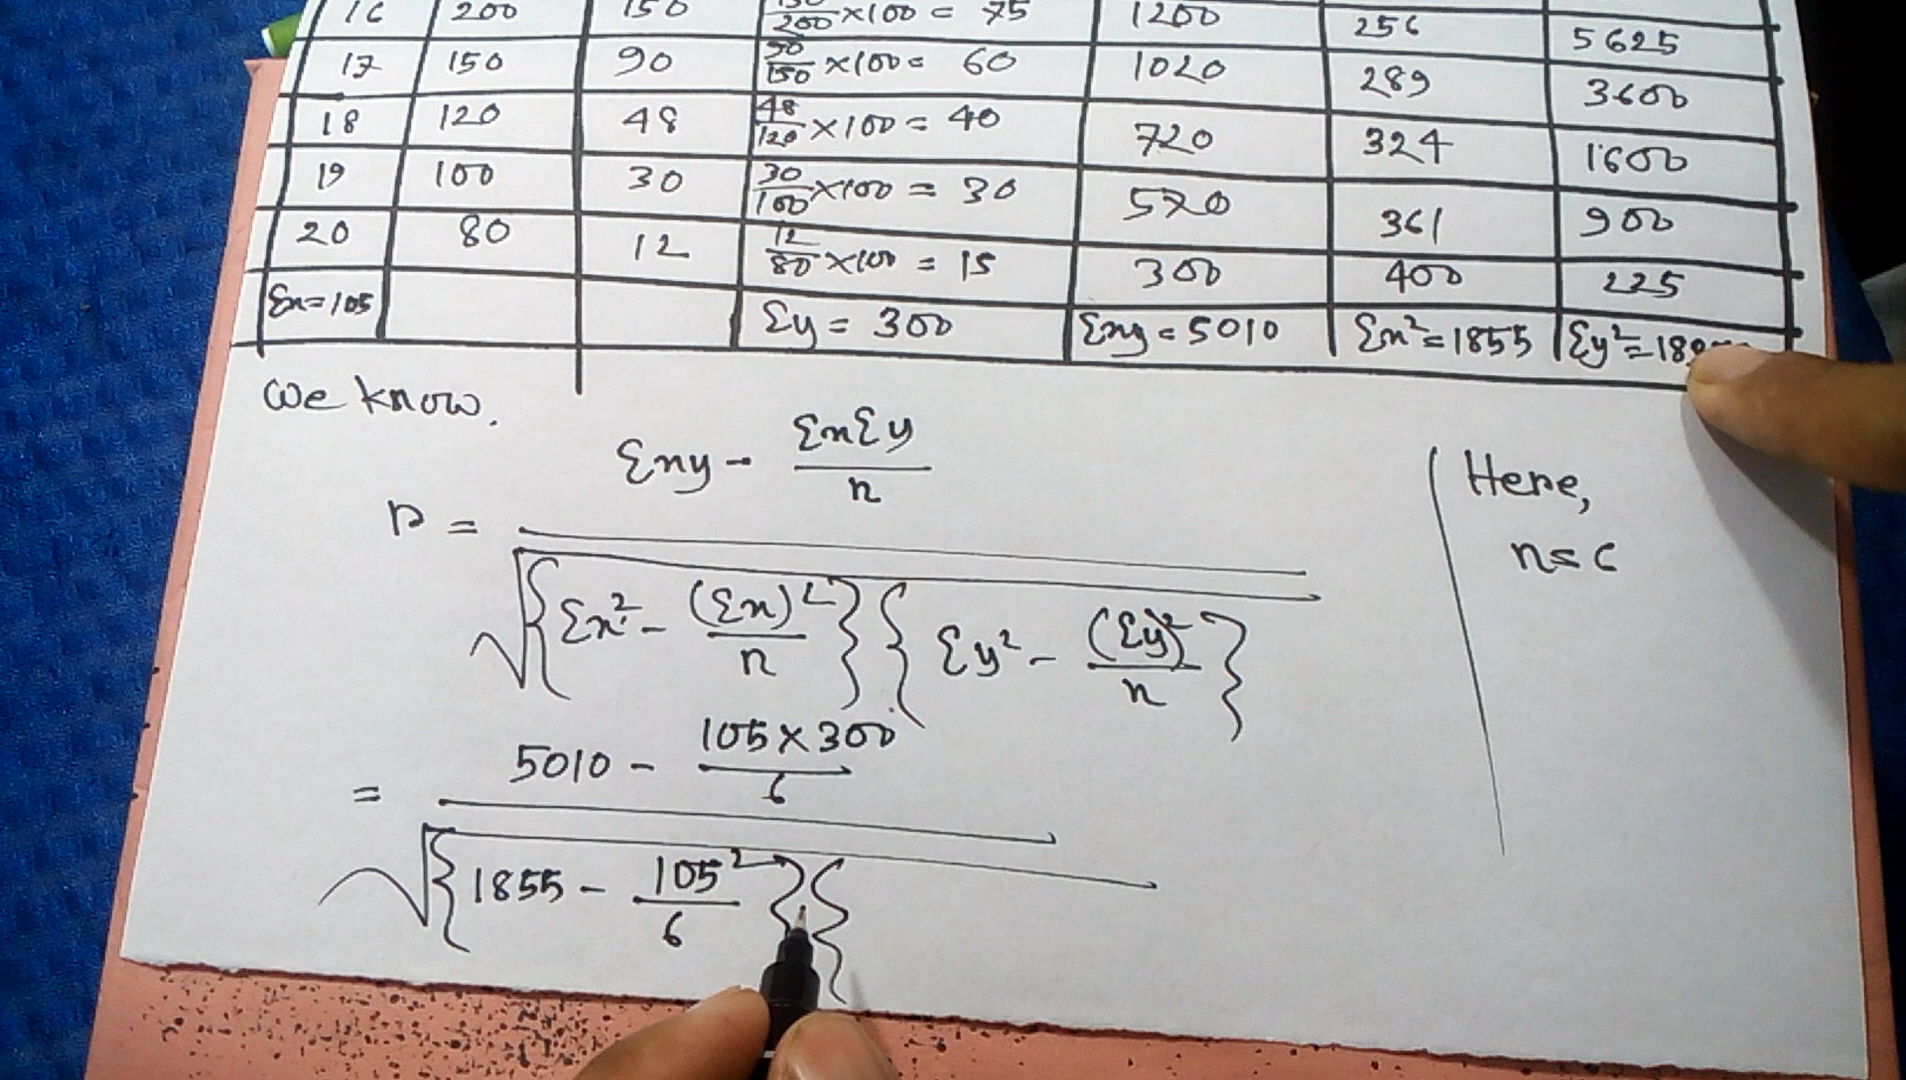 16 200 150 150/200 ×100 = 75 1200 256 5625
17 150 90 90/150 ×100= 60 1020 289 3600
18 120 48 48/120 ×100 = 40 720 324 1600
19 100 30 30/100 ×100 = 30 570 361 900
20 80 12 12/80 ×100 = 15 300 400 225
Σx=105 Σy = 300 Σxy = 5010 Σx²=1855 Σy²=18
We know.
r = Σxy - ΣxΣy/n
√{Σx² - (Σx)²/n}{Σy² - (Σy)²/n}
Here,
n=6
= 5010 - 105×300/6
√{1855 - 105²/6}{